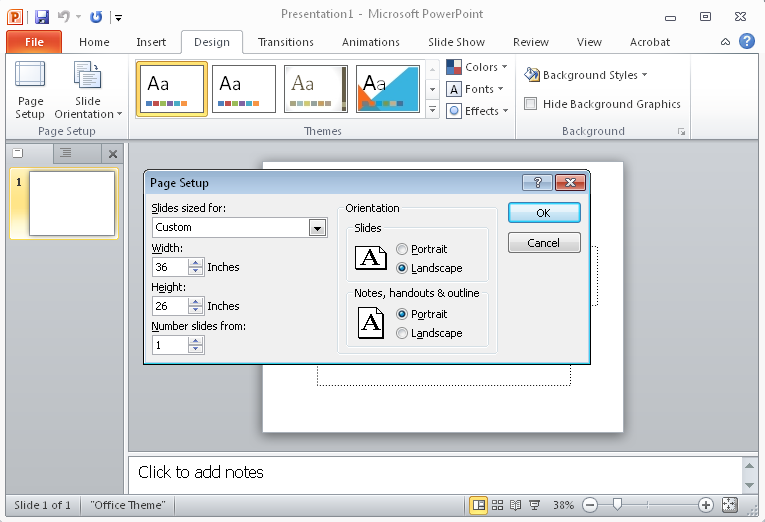 Presentation1 - Microsoft PowerPoint
File Home Insert Design Transitions Animations Slide Show Review View Acrobat
Page Setup
Slide Orientation
Page Setup
Aa Aa Aa Aa
Themes
Colors
Fonts
Effects
Background Styles
Hide Background Graphics
Background
1
Page Setup
Slides sized for:
Custom
Width:
36 Inches
Height:
26 Inches
Number slides from:
1
Orientation
Slides
A
Portrait
Landscape
Notes, handouts & outline
A
Portrait
Landscape
OK
Cancel
Click to add notes
Slide 1 of 1 "Office Theme" 38%